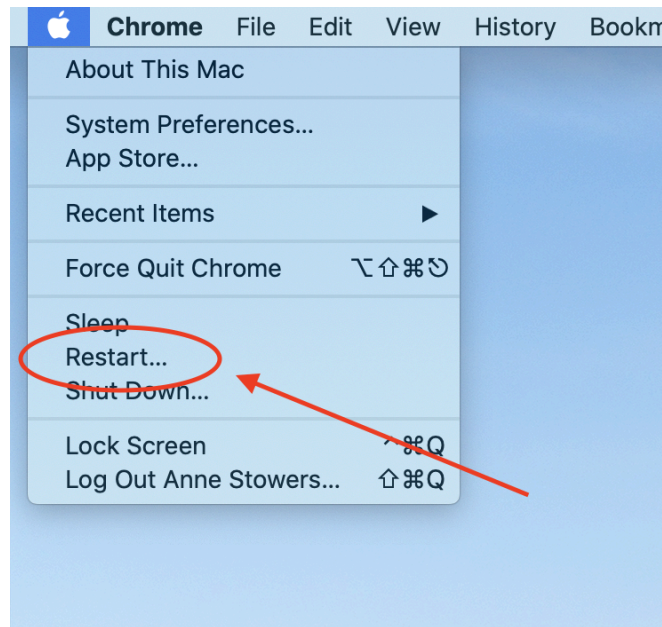 Chrome File Edit View History Bookm
About This Mac
System Preferences...
App Store...
Recent Items ▶
Force Quit Chrome ⌥⇧⌘⎋
Sleep
Restart...
Shut Down...
Lock Screen ^⌘Q
Log Out Anne Stowers... ⇧⌘Q